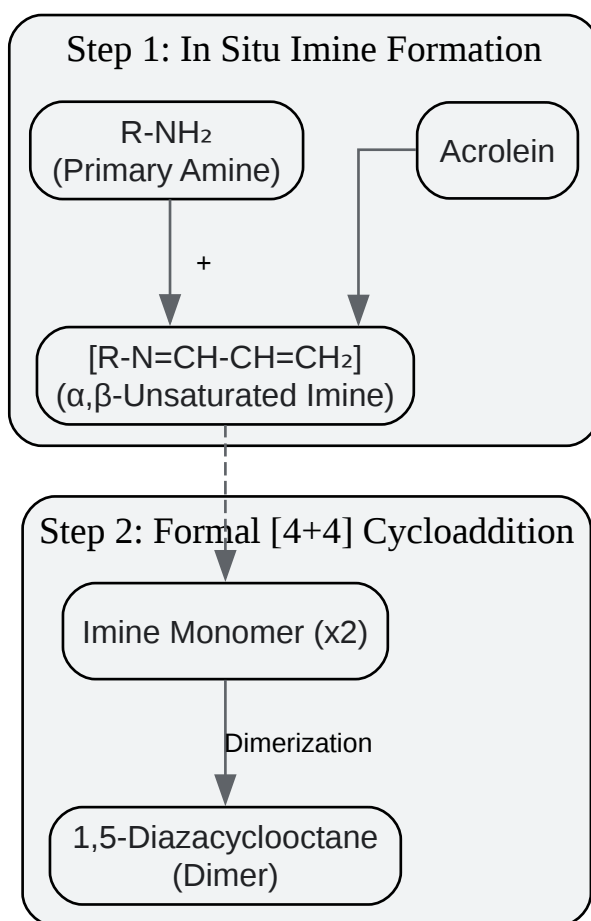 Step 1: In Situ Imine Formation
R-NH₂
(Primary Amine)
Acrolein
+
[R-N=CH-CH=CH₂]
(α,β-Unsaturated Imine)
Step 2: Formal [4+4] Cycloaddition
Imine Monomer (x2)
Dimerization
1,5-Diazacyclooctane
(Dimer)